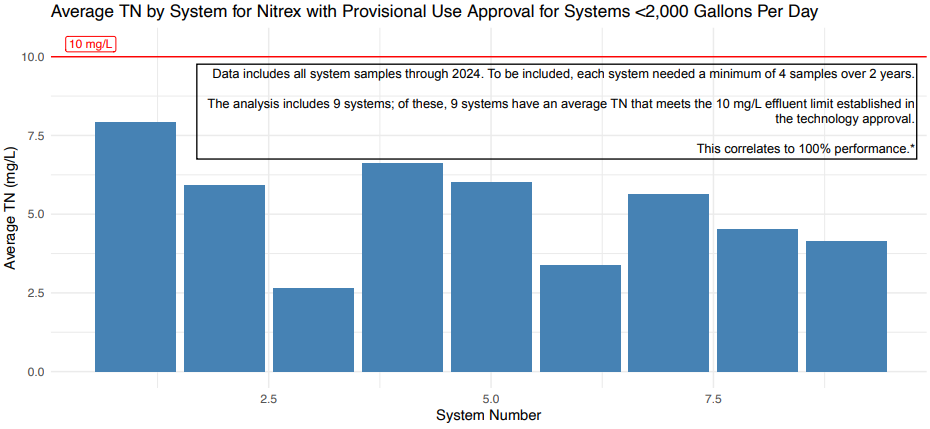 Average TN by System for Nitrex with Provisional Use Approval for Systems <2,000 Gallons Per Day
10 mg/L
Data includes all system samples through 2024. To be included, each system needed a minimum of 4 samples over 2 years.
The analysis includes 9 systems; of these, 9 systems have an average TN that meets the 10 mg/L effluent limit established in
the technology approval.
This correlates to 100% performance.*
Average TN (mg/L)
10.0
7.5
5.0
2.5
0.0
2.5
5.0
7.5
System Number